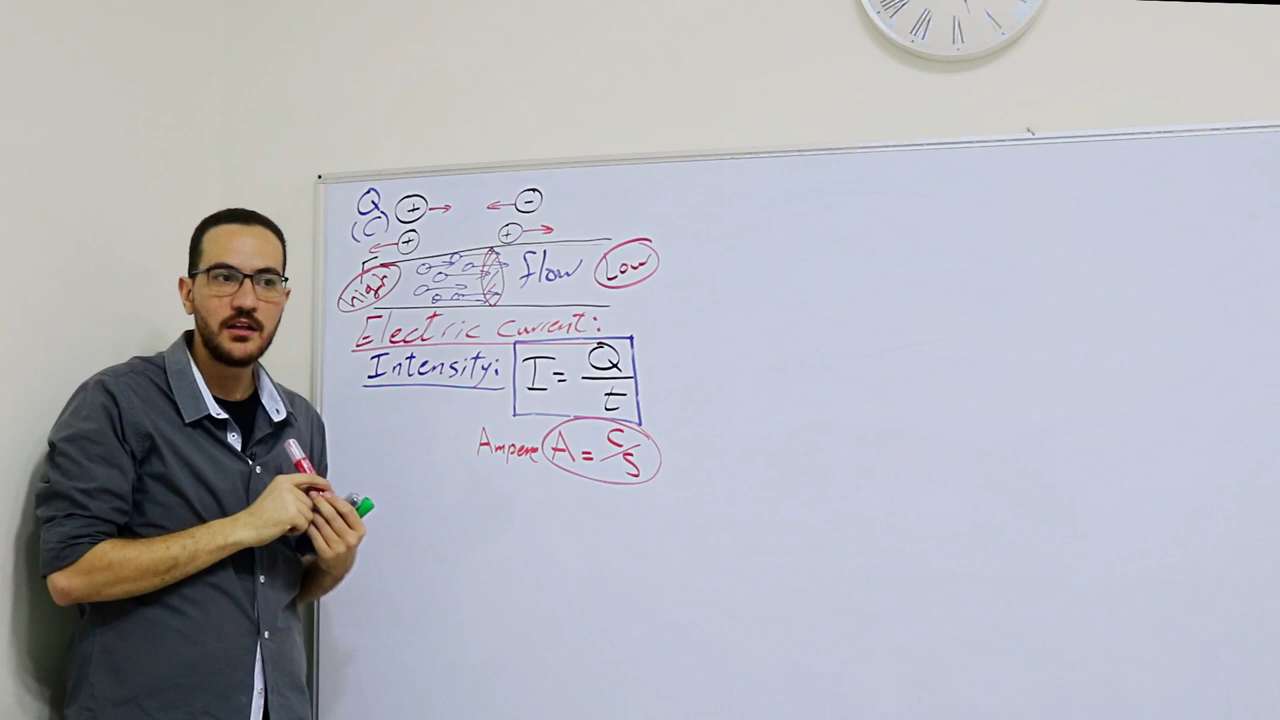 Q + → ← -
(C) ← + + →
high flow Low
Electric current:
Intensity: I = Q/t
Ampere A = C/s